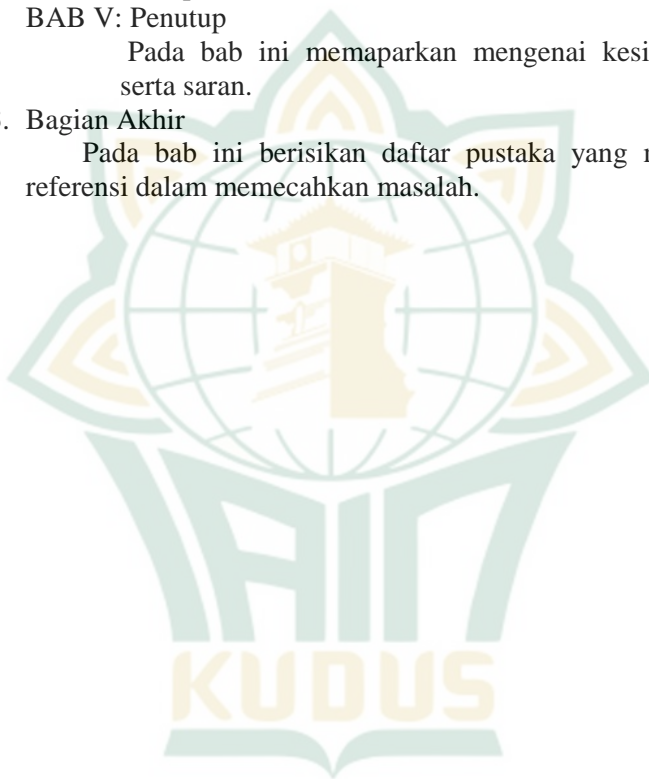 BAB V: Penutup
Pada bab ini memaparkan mengenai
serta saran.
Bagian Akhir
Pada bab ini berisikan daftar pustaka yang
referensi dalam memecahkan masalah.
IAIN
KUDUS